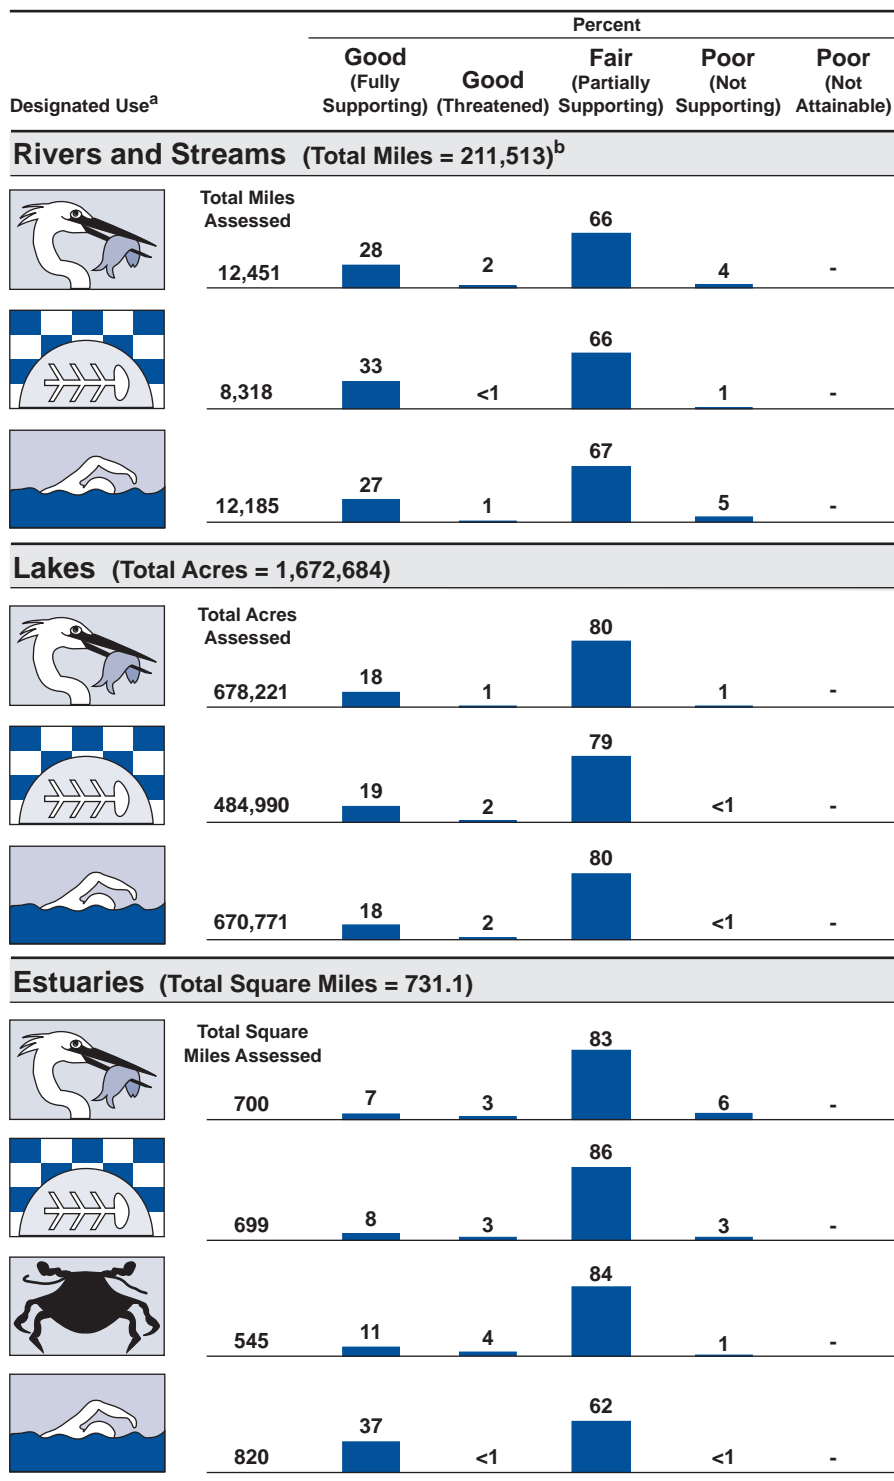 Percent
Designated Use^a
Good (Fully Supporting)
Good (Threatened)
Fair (Partially Supporting)
Poor (Not Supporting)
Poor (Not Attainable)
Rivers and Streams (Total Miles = 211,513)^b
Total Miles Assessed
12,451 28 2 66 4 -
8,318 33 <1 66 1 -
12,185 27 1 67 5 -
Lakes (Total Acres = 1,672,684)
Total Acres Assessed
678,221 18 1 80 1 -
484,990 19 2 79 <1 -
670,771 18 2 80 <1 -
Estuaries (Total Square Miles = 731.1)
Total Square Miles Assessed
700 7 3 83 6 -
699 8 3 86 3 -
545 11 4 84 1 -
820 37 <1 62 <1 -